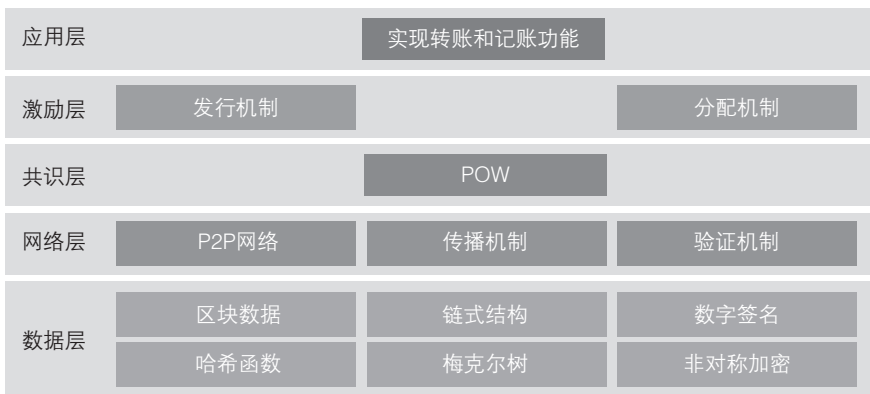 应用层 实现转账和记账功能
激励层 发行机制 分配机制
共识层 POW
网络层 P2P网络 传播机制 验证机制
数据层
区块数据 链式结构 数字签名
哈希函数 梅克尔树 非对称加密